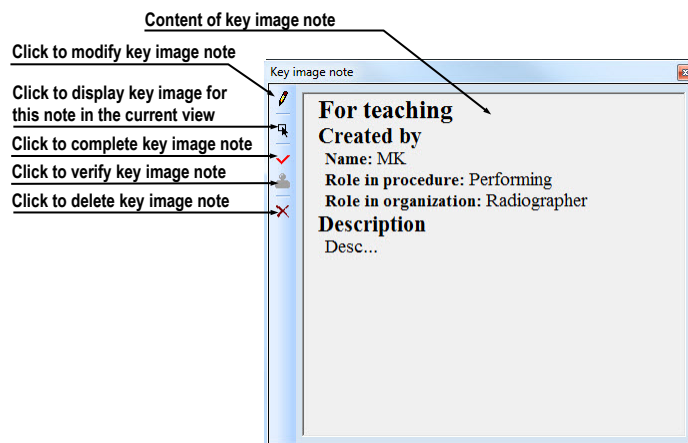 Content of key image note
Click to modify key image note
Key image note
Click to display key image for
this note in the current view
Click to complete key image note
Click to verify key image note
Click to delete key image note
For teaching
Created by
Name: MK
Role in procedure: Performing
Role in organization: Radiographer
Description
Desc...